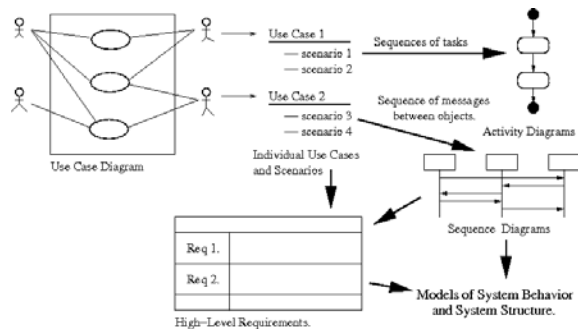 Use Case 1
scenario 1
scenario 2
Use Case 2
scenario 3
scenario 4
Use Case Diagram
Individual Use Cases
and Scenarios
Sequences of tasks
Sequence of messages
between objects.
Activity Diagrams
Sequence Diagrams
Req 1.
Req 2.
High-Level Requirements.
Models of System Behavior
and System Structure.